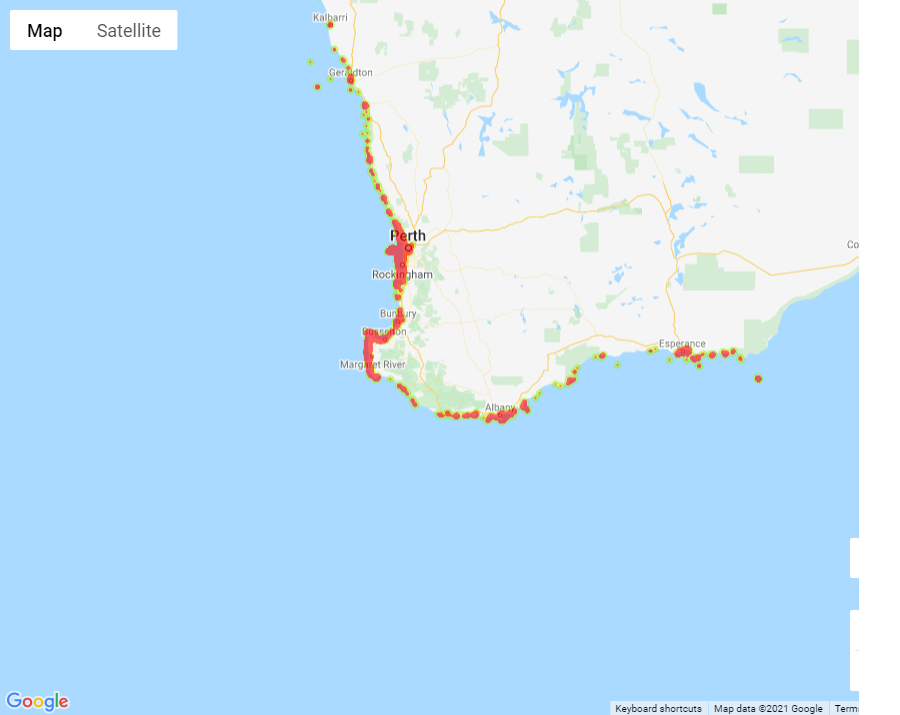 Map Satellite
Kalbarri
Geraldton
Perth
Co
Rockingham
Bunbury
Busselton
Esperance
Margaret River
Albany
Google
Keyboard shortcuts Map data ©2021 Google Terms